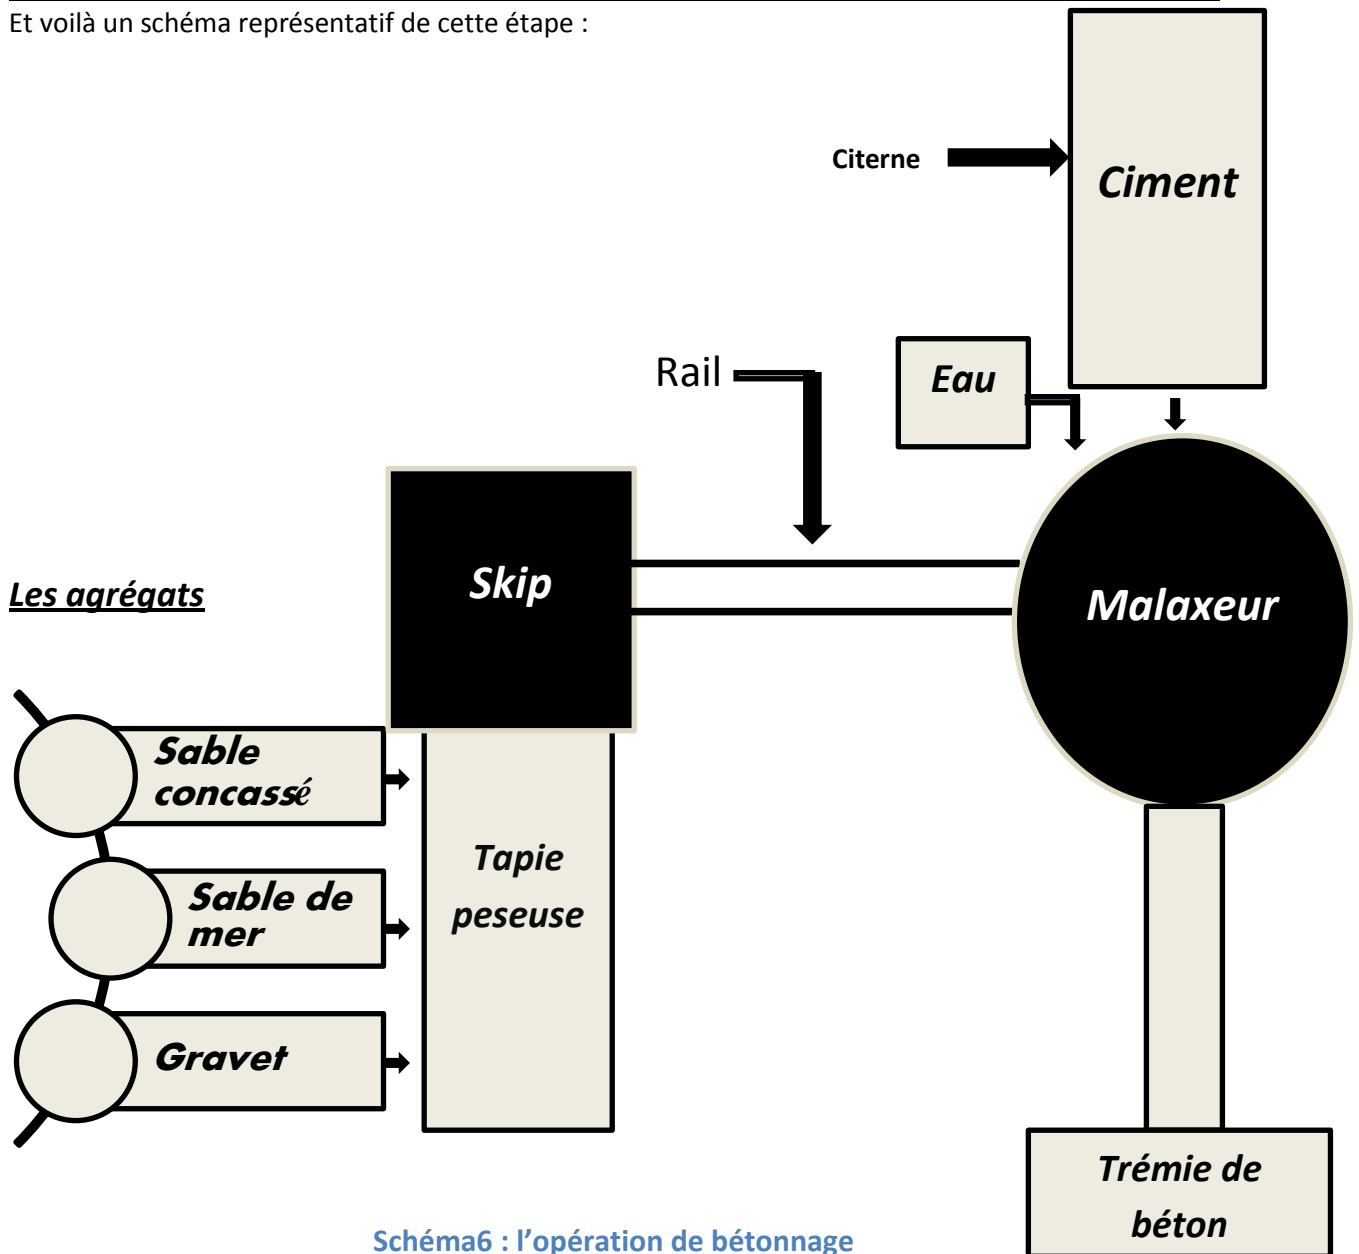 Et voilà un schéma représentatif de cette étape :
Citerne
Ciment
Rail
Eau
Skip
Malaxeur
Les agrégats
Sable
concassé
Sable de
mer
Gravet
Tapie
peseuse
Trémie de
béton
Schéma6 : l’opération de bétonnage